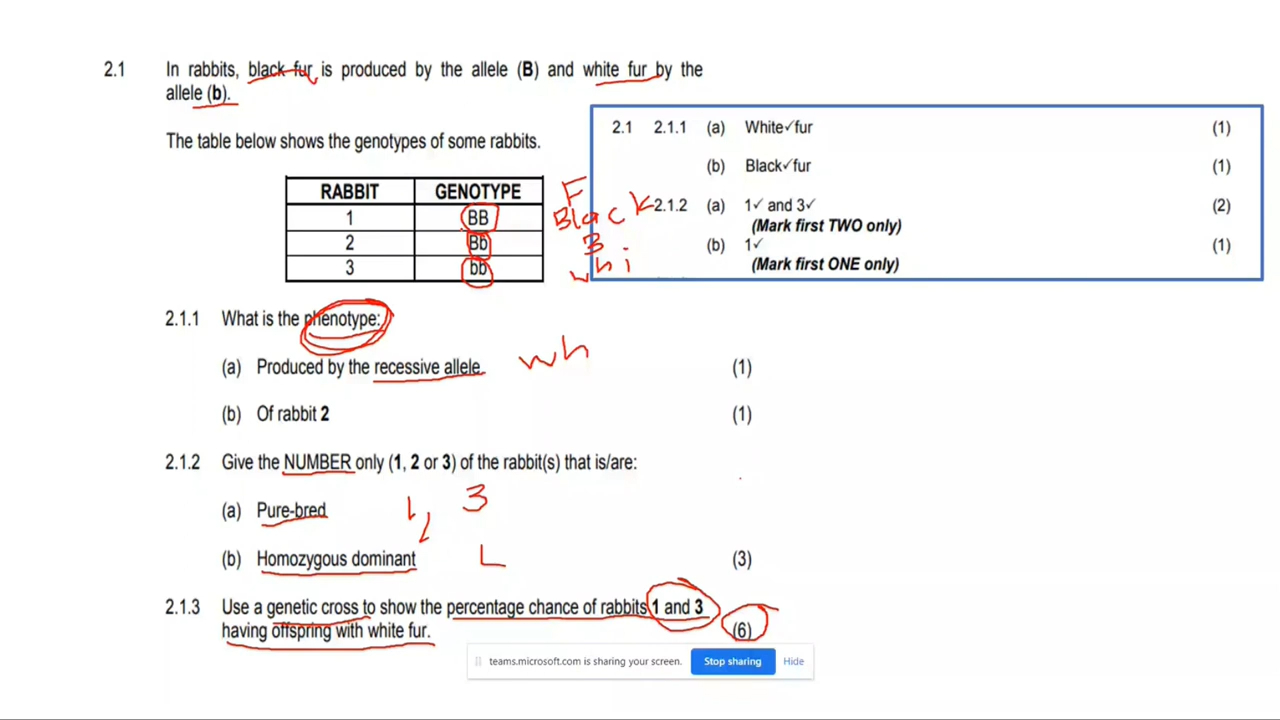 2.1 In rabbits, black fur is produced by the allele (B) and white fur by the
allele (b).
The table below shows the genotypes of some rabbits.
RABBIT GENOTYPE F
1 BB Black
2 Bb B
3 bb whi
2.1 2.1.1 (a) White✓fur (1)
(b) Black✓fur (1)
2.1.2 (a) 1✓ and 3✓ (2)
(Mark first TWO only)
(b) 1✓ (1)
(Mark first ONE only)
2.1.1 What is the phenotype:
(a) Produced by the recessive allele. wh (1)
(b) Of rabbit 2 (1)
2.1.2 Give the NUMBER only (1, 2 or 3) of the rabbit(s) that is/are:
(a) Pure-bred 1, 3
(b) Homozygous dominant (3)
2.1.3 Use a genetic cross to show the percentage chance of rabbits 1 and 3
having offspring with white fur. (6)
teams.microsoft.com is sharing your screen. Stop sharing Hide